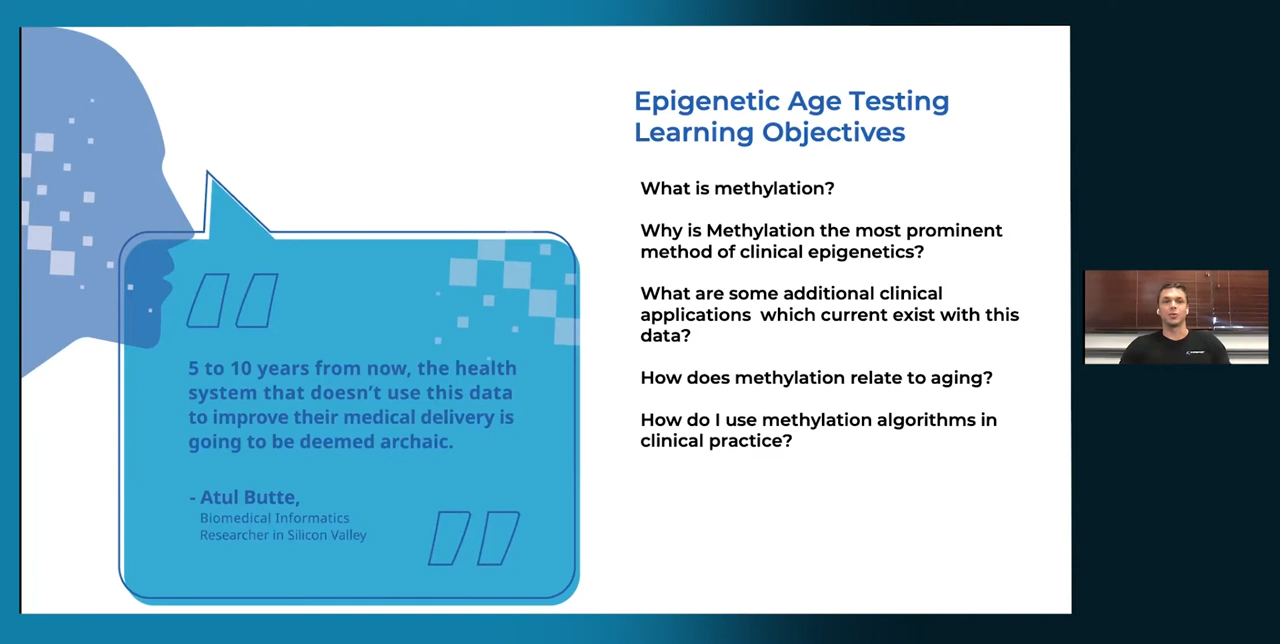 Epigenetic Age Testing
Learning Objectives
What is methylation?
Why is Methylation the most prominent
method of clinical epigenetics?
What are some additional clinical
applications which current exist with this
data?
How does methylation relate to aging?
How do I use methylation algorithms in
clinical practice?
5 to 10 years from now, the health
system that doesn’t use this data
to improve their medical delivery is
going to be deemed archaic.
- Atul Butte,
Biomedical Informatics
Researcher in Silicon Valley